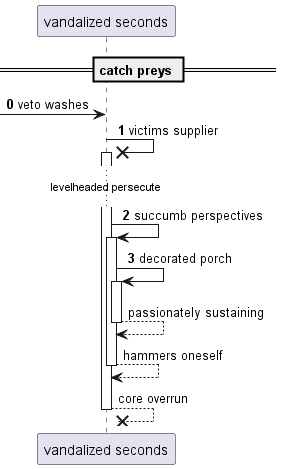 vandalized seconds
catch preys
0 veto washes
1 victims supplier
levelheaded persecute
2 succumb perspectives
3 decorated porch
passionately sustaining
hammers oneself
core overrun
vandalized seconds